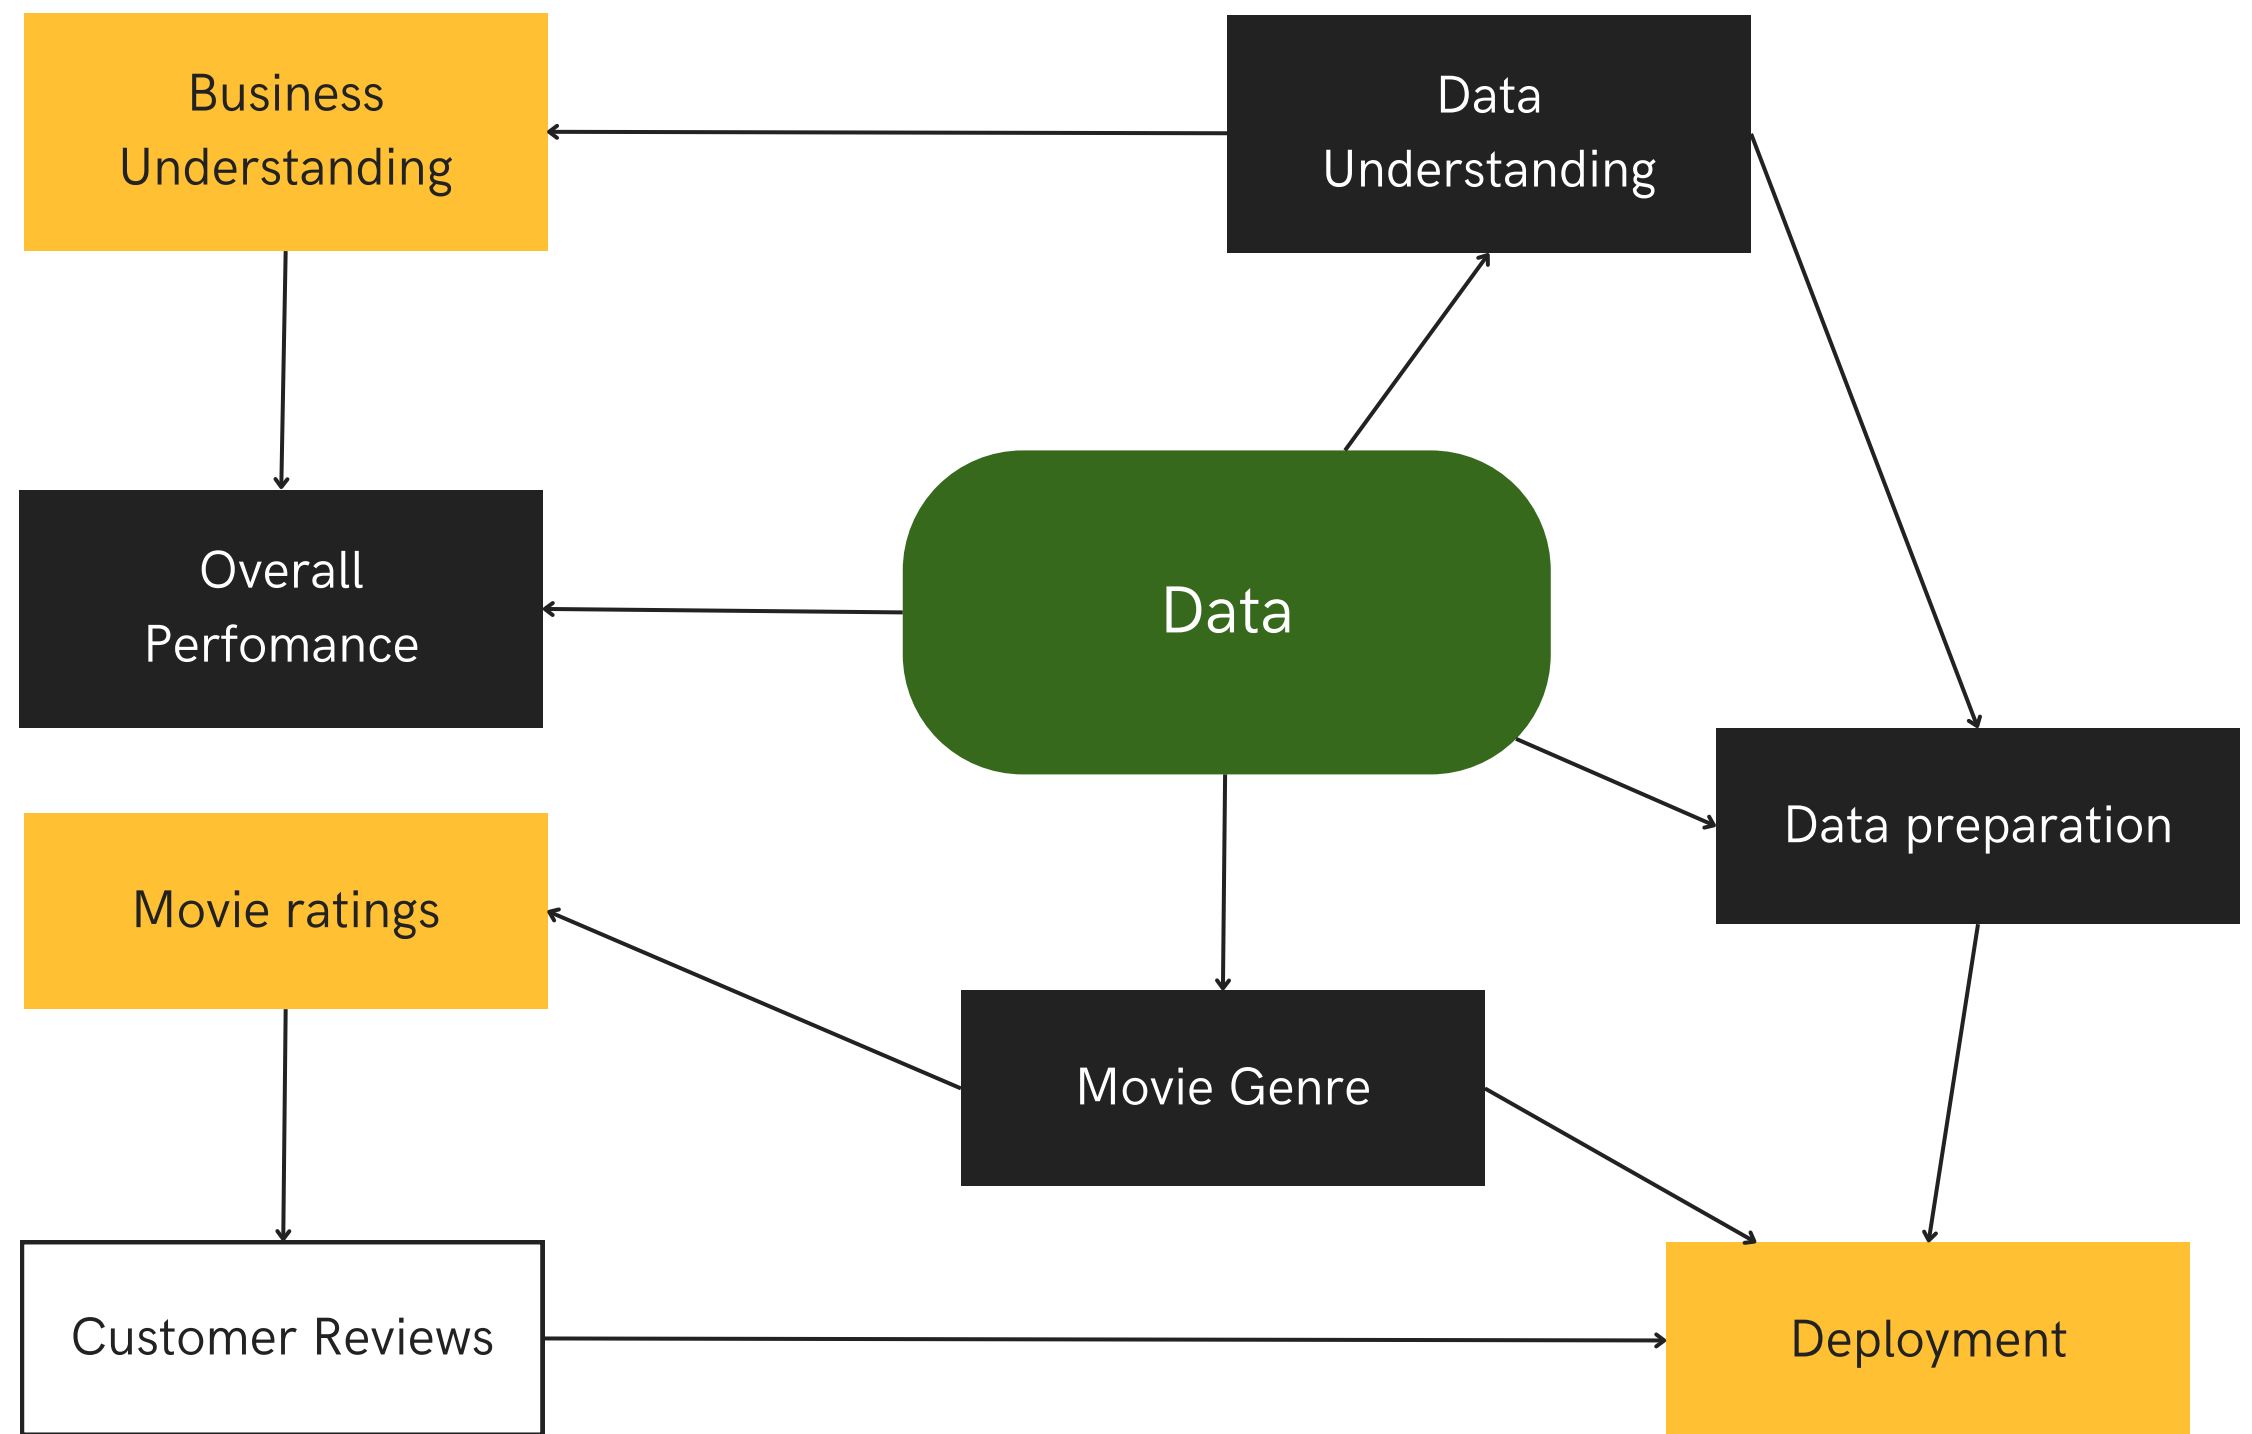 Business
Understanding
Data
Understanding
Overall
Perfomance
Data
Data preparation
Movie ratings
Movie Genre
Customer Reviews
Deployment